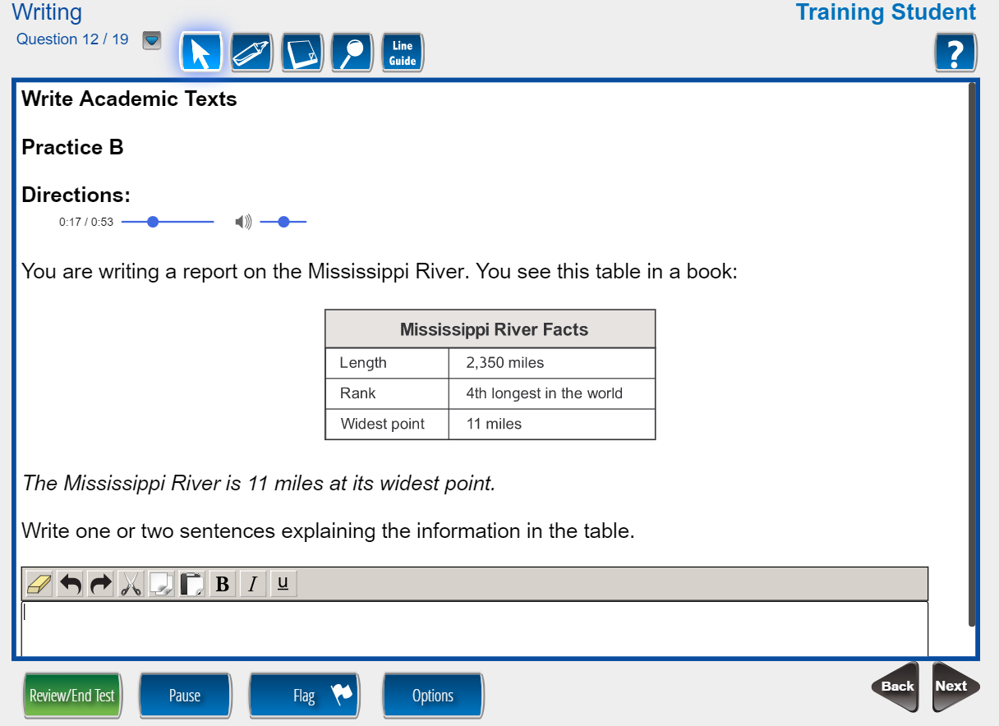 Writing
Training Student
Question 12 / 19
Line
Guide
?
Write Academic Texts
Practice B
Directions:
0:17 / 0:53
You are writing a report on the Mississippi River. You see this table in a book:
Mississippi River Facts
Length 2,350 miles
Rank 4th longest in the world
Widest point 11 miles
The Mississippi River is 11 miles at its widest point.
Write one or two sentences explaining the information in the table.
B I u
Review/End Test Pause Flag Options Back Next